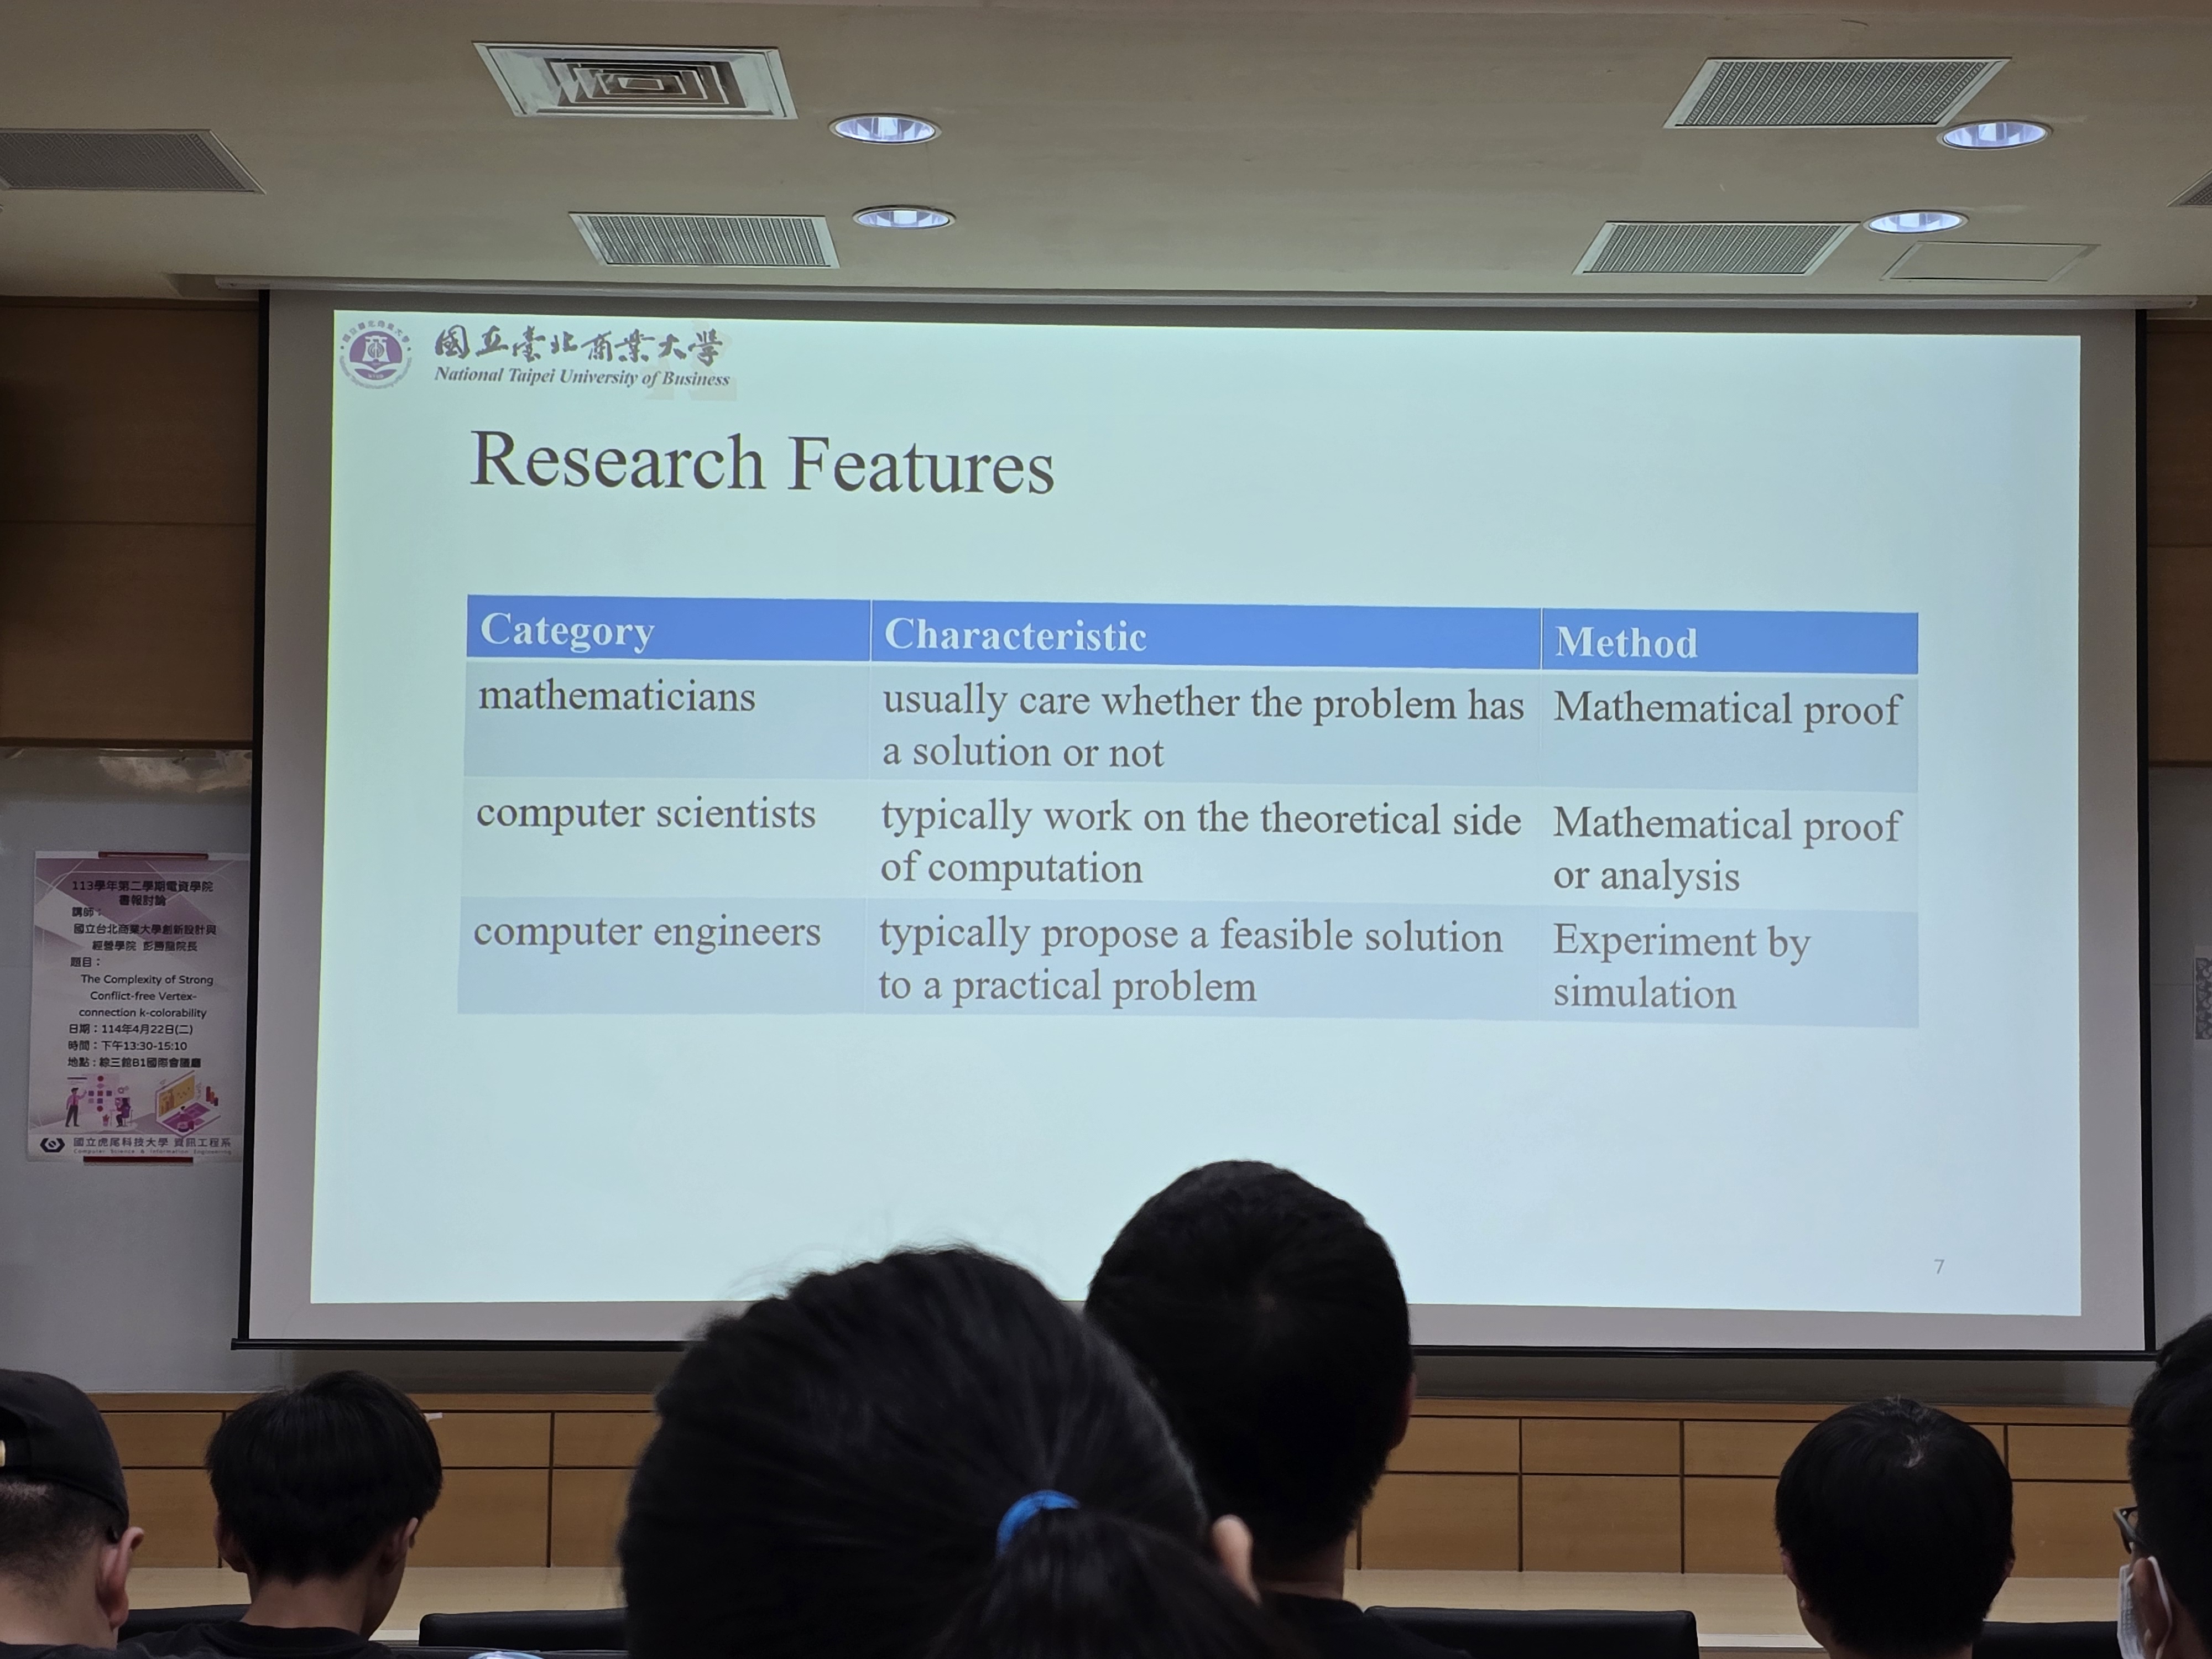 國立臺北商業大學
National Taipei University of Business
Research Features
Category Characteristic Method
mathematicians usually care whether the problem has Mathematical proof
a solution or not
computer scientists typically work on the theoretical side Mathematical proof
of computation or analysis
computer engineers typically propose a feasible solution Experiment by
to a practical problem simulation
7
113學年第二學期電資學院
書報討論
講師：
國立台北商業大學創新設計與
經營學院 彭勝龍院長
題目：
The Complexity of Strong
Conflict-free Vertex-
connection k-colorability
日期：114年4月22日(二)
時間：下午13:30-15:10
地點：綜三館B1國際會議廳
國立虎尾科技大學 資訊工程系
Computer Science & Information Engineering